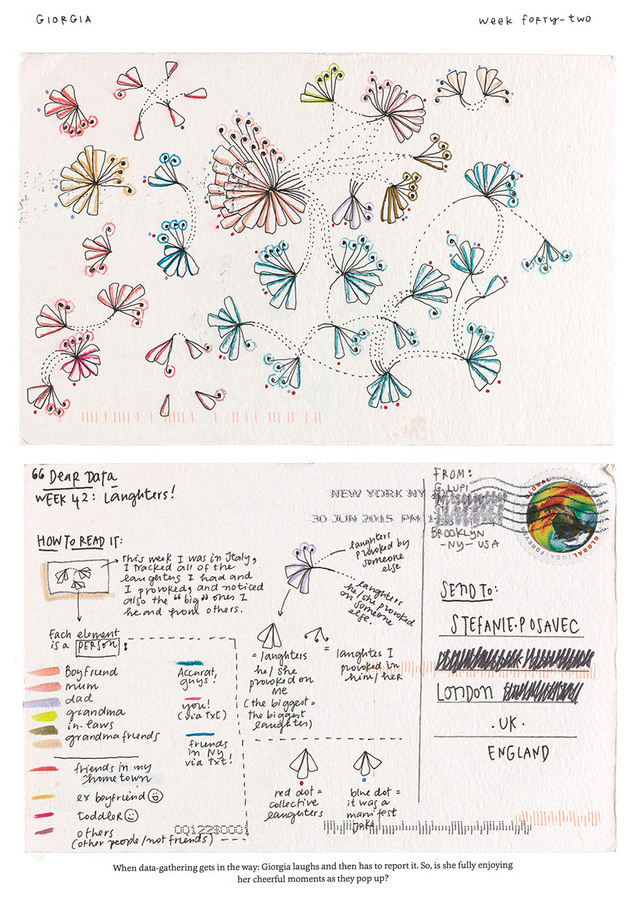 GIORGIA
week forty-two
“ Dear Data
WEEK 42: Laughters!
HOW TO READ IT:
This week I was in Italy,
I tracked all of the
laughters I had and
I provoked, and noticed
also the "big" ones I
heard from others.
Each element
is a person:
boyfriend
mum
dad
grandma
in-laws
grandma friends
friends in my
hometown
ex boyfriend
toddler
others
(other people/not friends)
Accurat,
guys!
you!
(via txt)
friends
in NY
via txt!
laughters
provoked by
someone
else
laughters
he/she provoked
on someone
else.
= laughters
he/she
provoked on
me
(the biggest =
the biggest
laughter)
= laughters I
provoked in
him/her
red dot =
collective
laughters
blue dot =
it was a
manifest
joke
NEW YORK NY
30 JUN 2015 PM
FROM:
G. LUPI
BROOKLYN
-NY- USA
GLOBAL
SEND TO:
STEFANIE·POSAVEC
LONDON
·UK·
ENGLAND
When data-gathering gets in the way: Giorgia laughs and then has to report it. So, is she fully enjoying
her cheerful moments as they pop up?